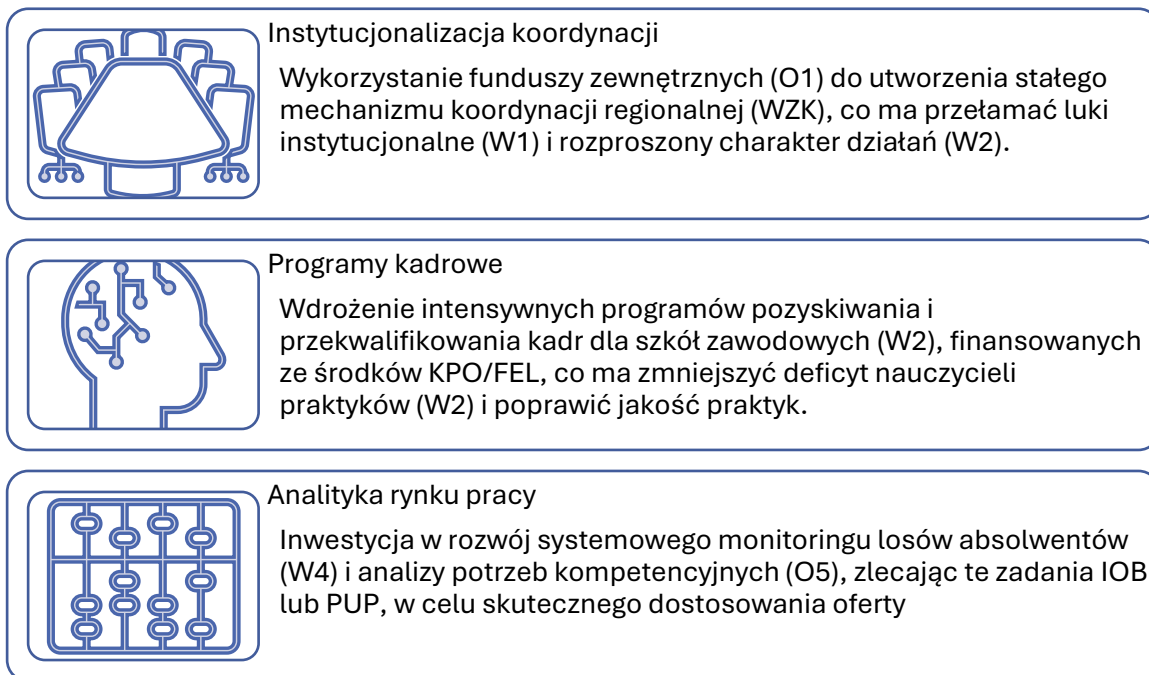 Instytucjonalizacja koordynacji
Wykorzystanie funduszy zewnętrznych (O1) do utworzenia stałego
mechanizmu koordynacji regionalnej (WZK), co ma przełamać luki
instytucjonalne (W1) i rozproszony charakter działań (W2).
Programy kadrowe
Wdrożenie intensywnych programów pozyskiwania i
przekwalifikowania kadr dla szkół zawodowych (W2), finansowanych
ze środków KPO/FEL, co ma zmniejszyć deficyt nauczycieli
praktyków (W2) i poprawić jakość praktyk.
Analityka rynku pracy
Inwestycja w rozwój systemowego monitoringu losów absolwentów
(W4) i analizy potrzeb kompetencyjnych (O5), zlecając te zadania IOB
lub PUP, w celu skutecznego dostosowania oferty